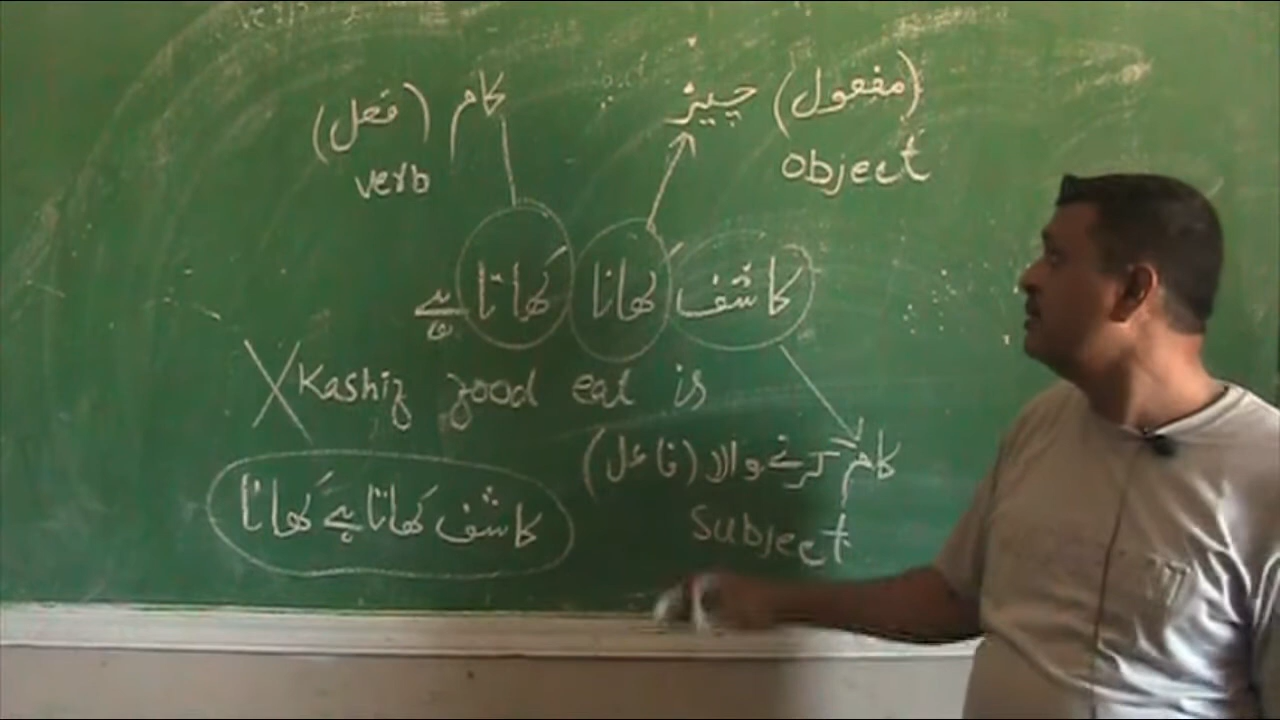 کام (فعل)
verb
چیز (مفعول)
object
کاشف کھانا کھاتا ہے
Kashif food eat is
کام کرنے والا (فاعل)
Subject
کاشف کھاتا ہے کھانا